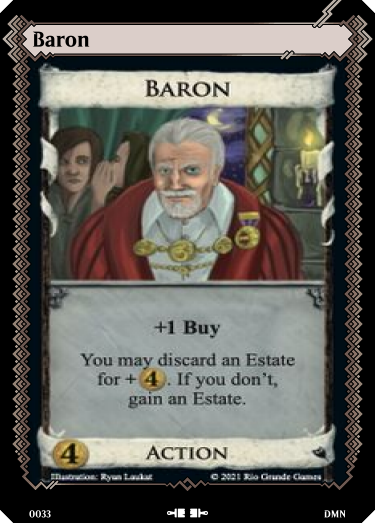 Baron
BARON
+1 Buy
You may discard an Estate
for + 4 . If you don't,
gain an Estate.
4 ACTION
Illustration: Ryan Laukat © 2021 Rio Grande Games
0033 DMN